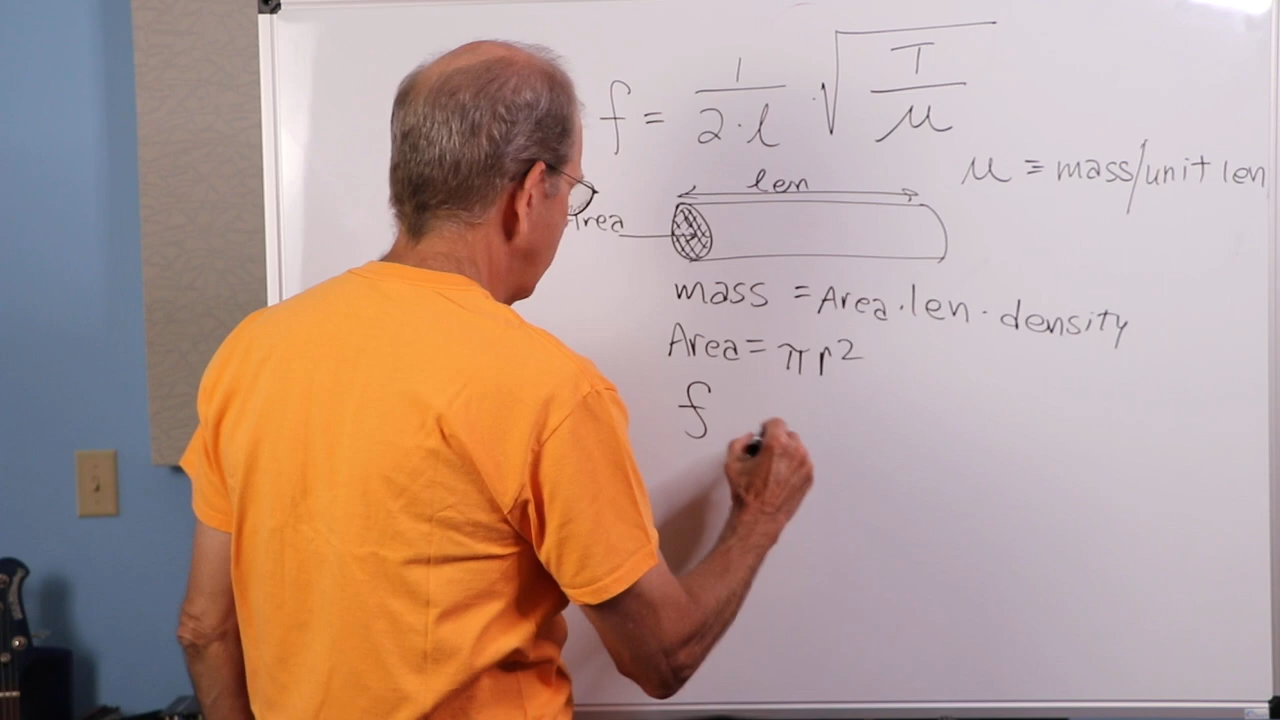 f = 1/2·l · √T/μ
μ = mass/unit len
len
Area
mass = Area·len·density
Area = πr²
f